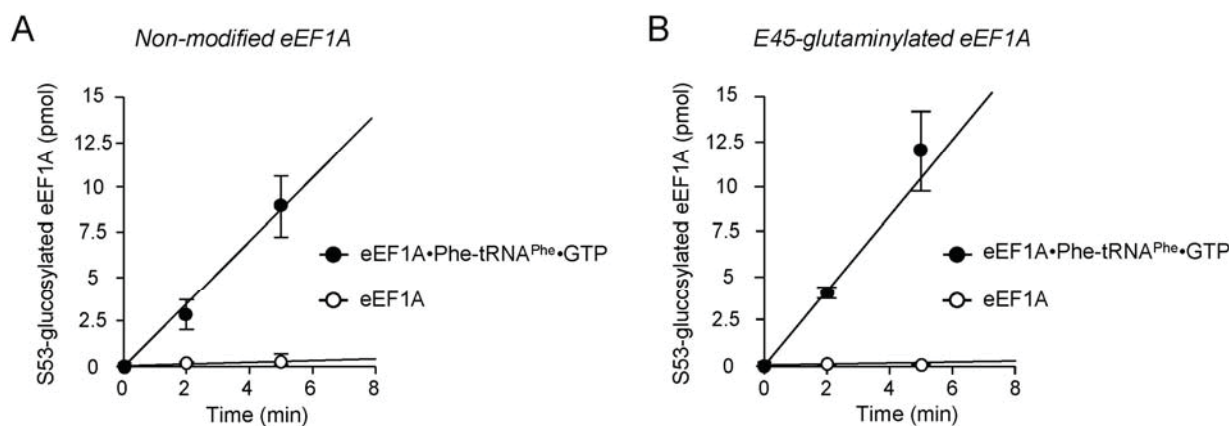 A
Non-modified eEF1A
S53-glucosylated eEF1A (pmol)
15
12.5
10
7.5
5
2.5
0
0
2
4
6
8
Time (min)
eEF1A•Phe-tRNAPhe•GTP
eEF1A
B
E45-glutaminylated eEF1A
S53-gluccsylated eEF1A (pmol)
15
12.5
10
7.5
5
2.5
0
0
2
4
6
8
Time (min)
eEF1A•Phe-tRNAPhe•GTP
eEF1A